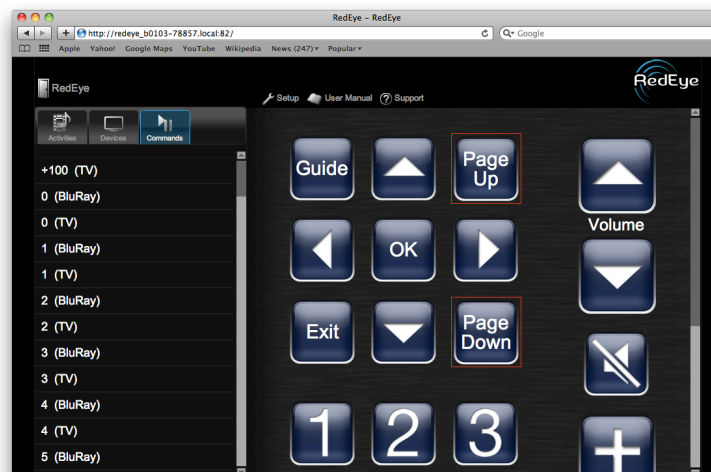 RedEye – RedEye
http://redeye_b0103-78857.local:82/
Google
Apple Yahoo! Google Maps YouTube Wikipedia News (247) Popular
RedEye
Setup User Manual Support
RedEye
Activities Devices Commands
+100 (TV)
0 (BluRay)
0 (TV)
1 (BluRay)
1 (TV)
2 (BluRay)
2 (TV)
3 (BluRay)
3 (TV)
4 (BluRay)
4 (TV)
5 (BluRay)
Guide
Page
Up
Volume
OK
Exit
Page
Down
1 2 3
+